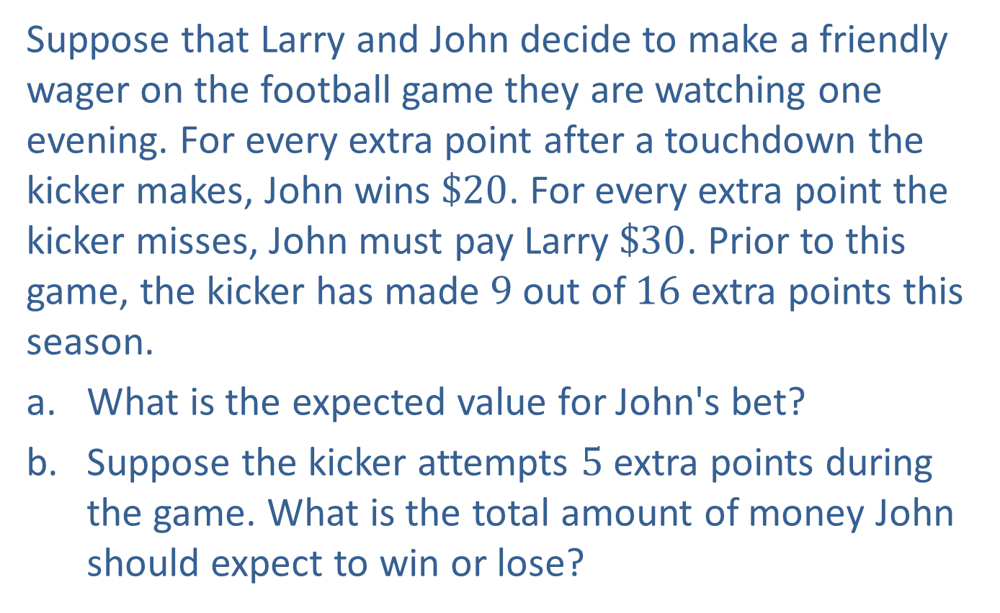 Suppose that Larry and John decide to make a friendly
wager on the football game they are watching one
evening. For every extra point after a touchdown the
kicker makes, John wins $20. For every extra point the
kicker misses, John must pay Larry $30. Prior to this
game, the kicker has made 9 out of 16 extra points this
season.
a. What is the expected value for John's bet?
b. Suppose the kicker attempts 5 extra points during
the game. What is the total amount of money John
should expect to win or lose?